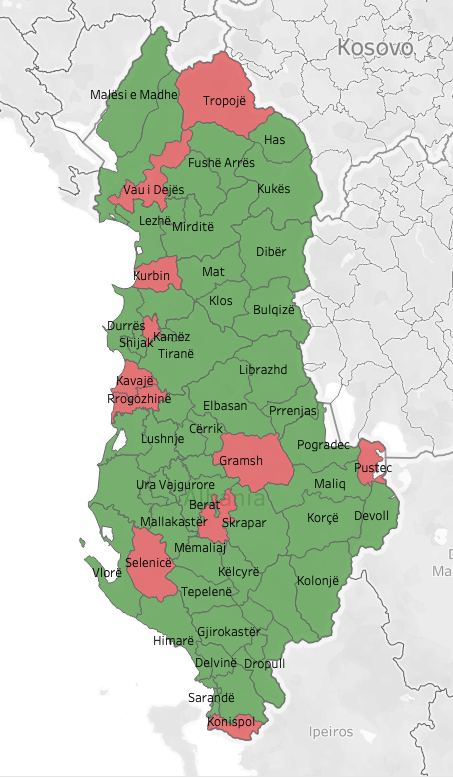 Kosovo
Malësi e Madhe
Tropojë
Has
Fushë Arrës
Vau i Dejës
Kukës
Lezhë
Mirditë
Dibër
Kurbin
Mat
Klos
Bulqizë
Durrës
Kamëz
Shijak
Tiranë
Librazhd
Kavajë
Rrogozhinë
Elbasan
Prrenjas
Cërrik
Lushnje
Pogradec
Gramsh
Pustec
Ura Vajgurore
Maliq
Albania
Berat
Mallakastër
Skrapar
Korçë
Devoll
Memaliaj
Selenicë
Vlorë
Këlcyrë
Kolonjë
Tepelenë
Gjirokastër
Himarë
Delvinë
Dropull
Sarandë
Konispol
Ipeiros